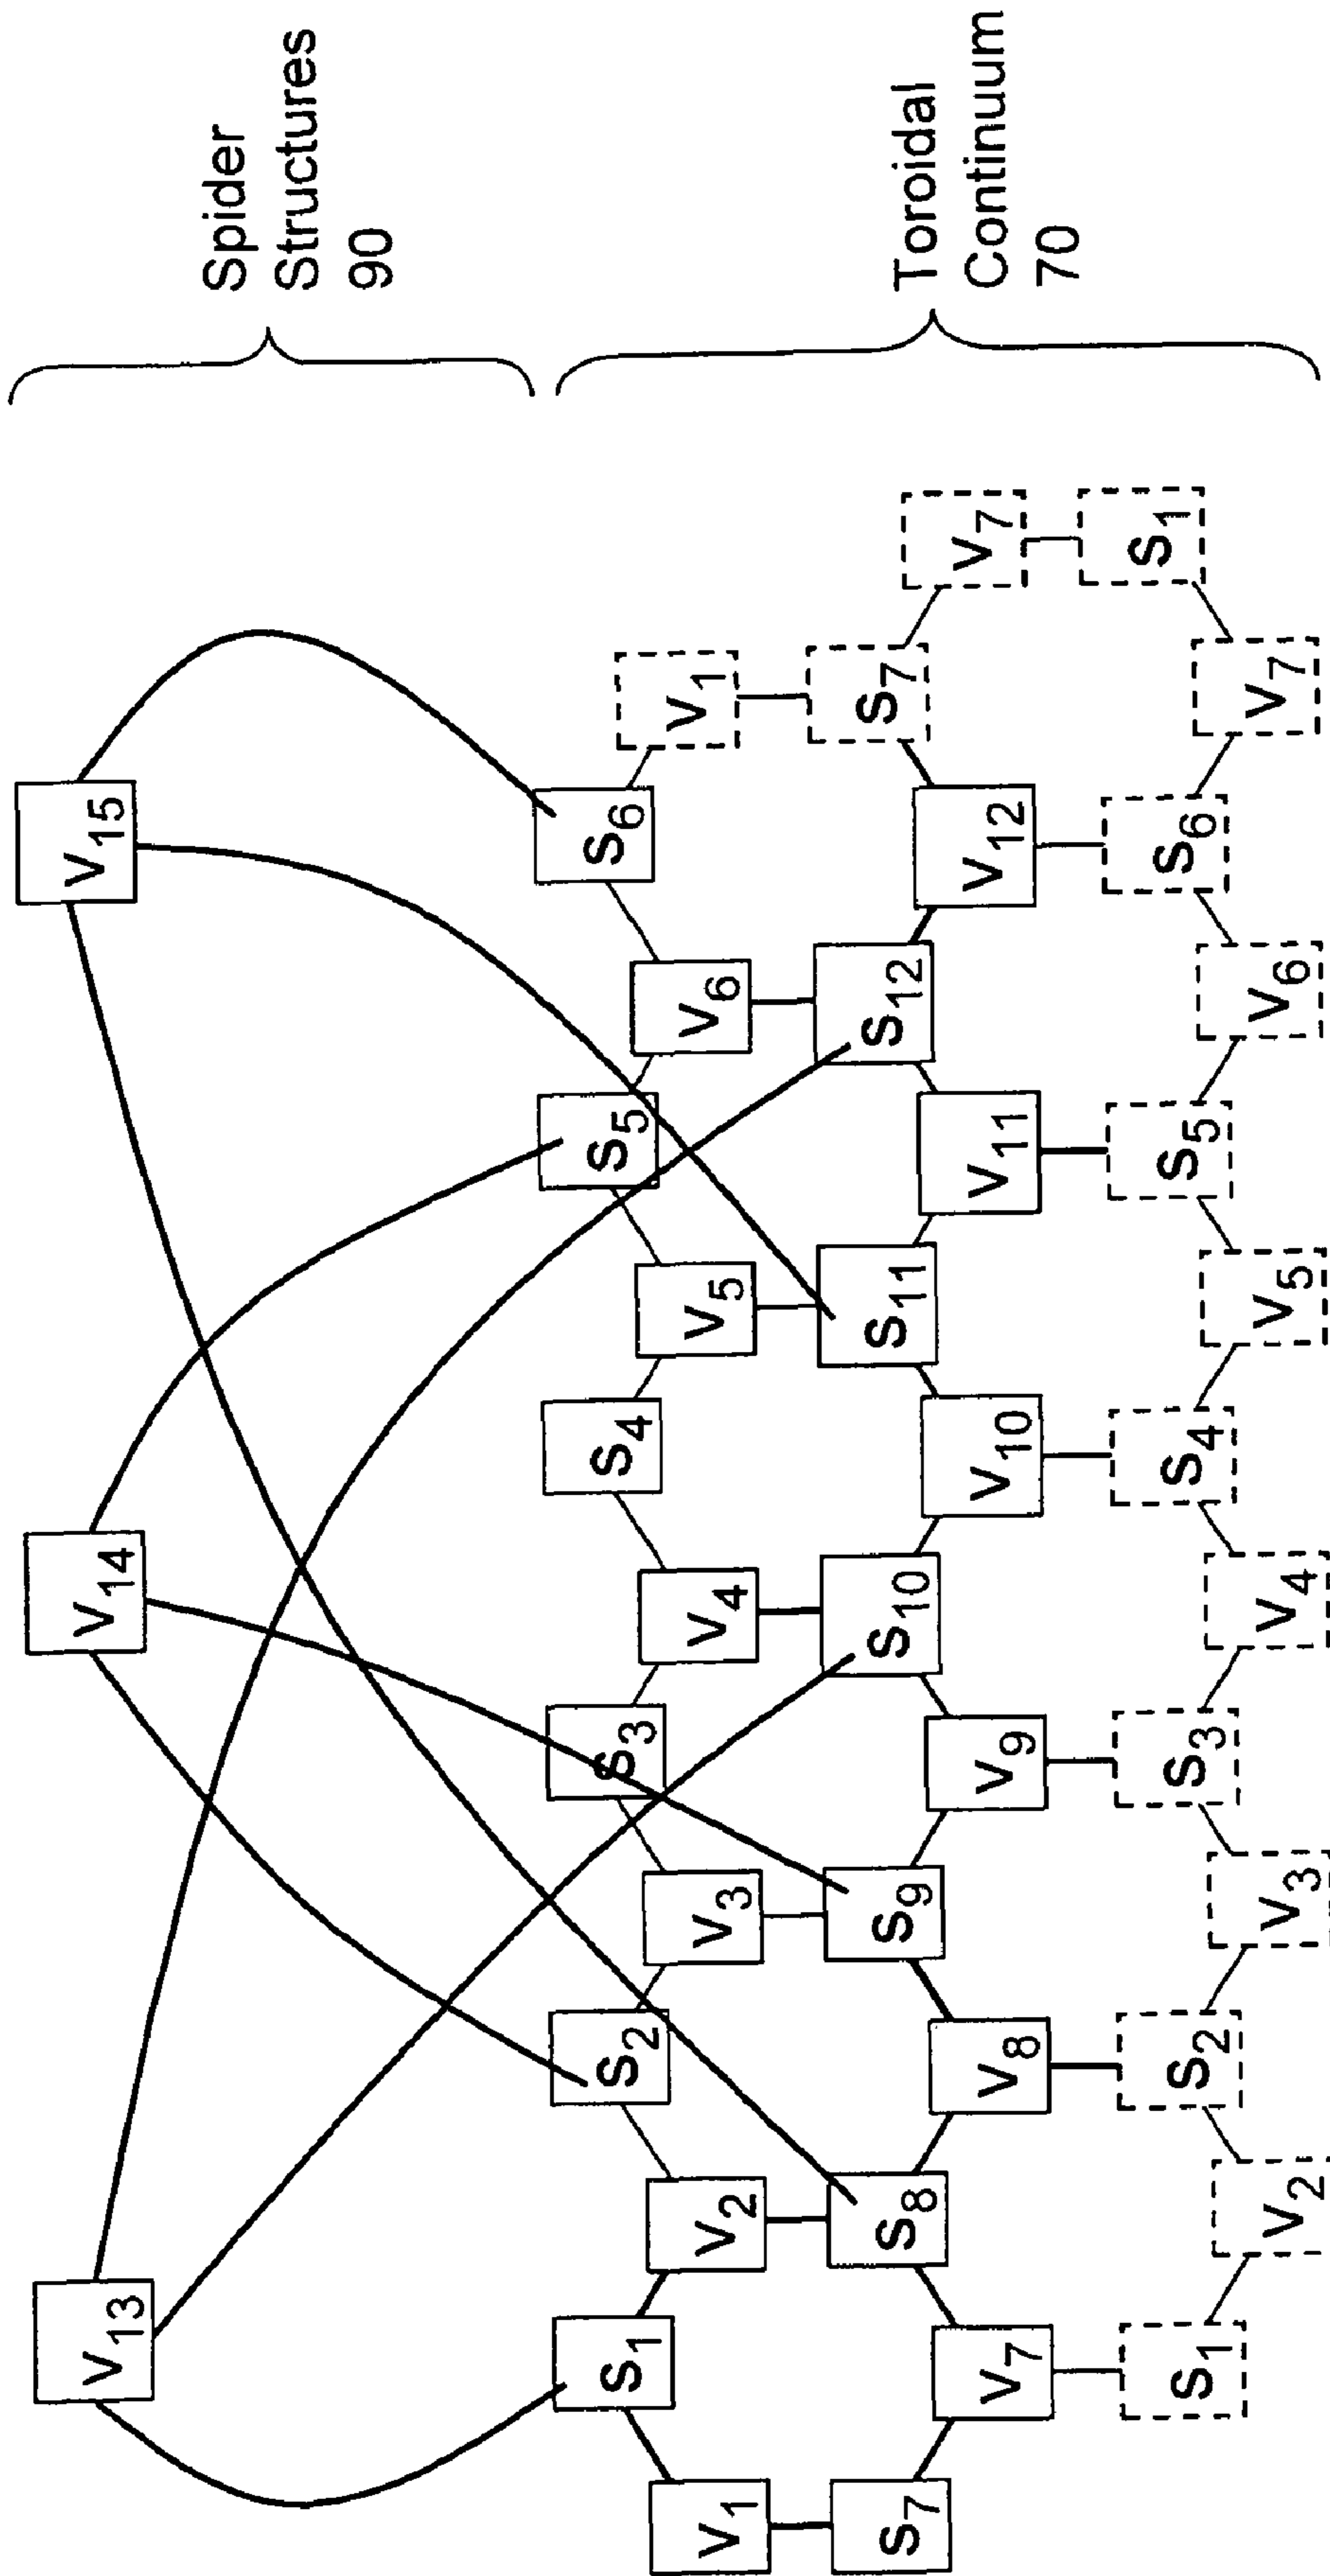 v13 v14 v15
Spider
Structures
90
s1 s2 s3 s4 s5 s6
v1 v2 v3 v4 v5 v6 v1
s7 s8 s9 s10 s11 s12 s7
v7 v8 v9 v10 v11 v12 v7
s1 s2 s3 s4 s5 s6 s1
v2 v3 v4 v5 v6 v7
Toroidal
Continuum
70